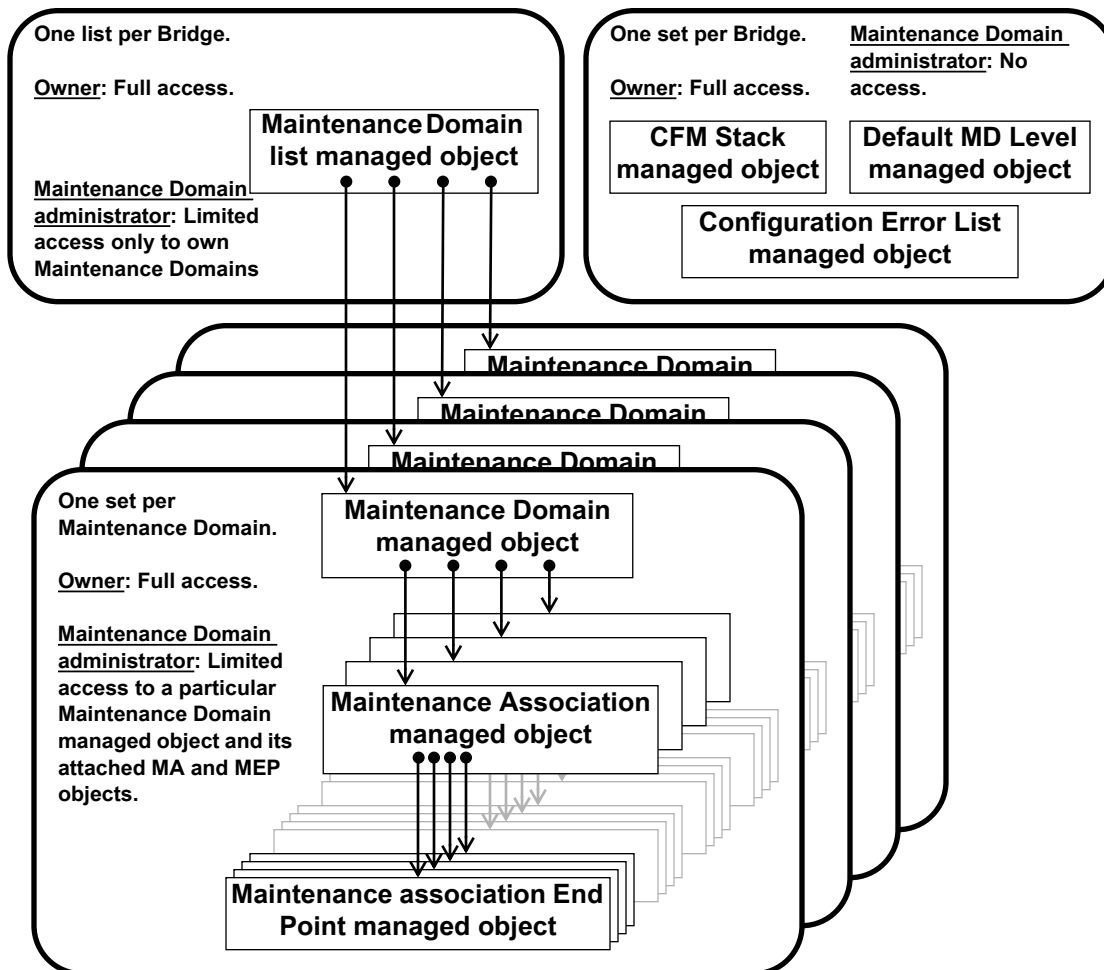 One list per Bridge.
Owner: Full access.
Maintenance Domain
list managed object
Maintenance Domain
administrator: Limited
access only to own
Maintenance Domains
One set per Bridge.
Owner: Full access.
Maintenance Domain
administrator: No
access.
CFM Stack
managed object
Default MD Level
managed object
Configuration Error List
managed object
Maintenance Domain
Maintenance Domain
Maintenance Domain
One set per
Maintenance Domain.
Owner: Full access.
Maintenance Domain
administrator: Limited
access to a particular
Maintenance Domain
managed object and its
attached MA and MEP
objects.
Maintenance Domain
managed object
Maintenance Association
managed object
Maintenance association End
Point managed object